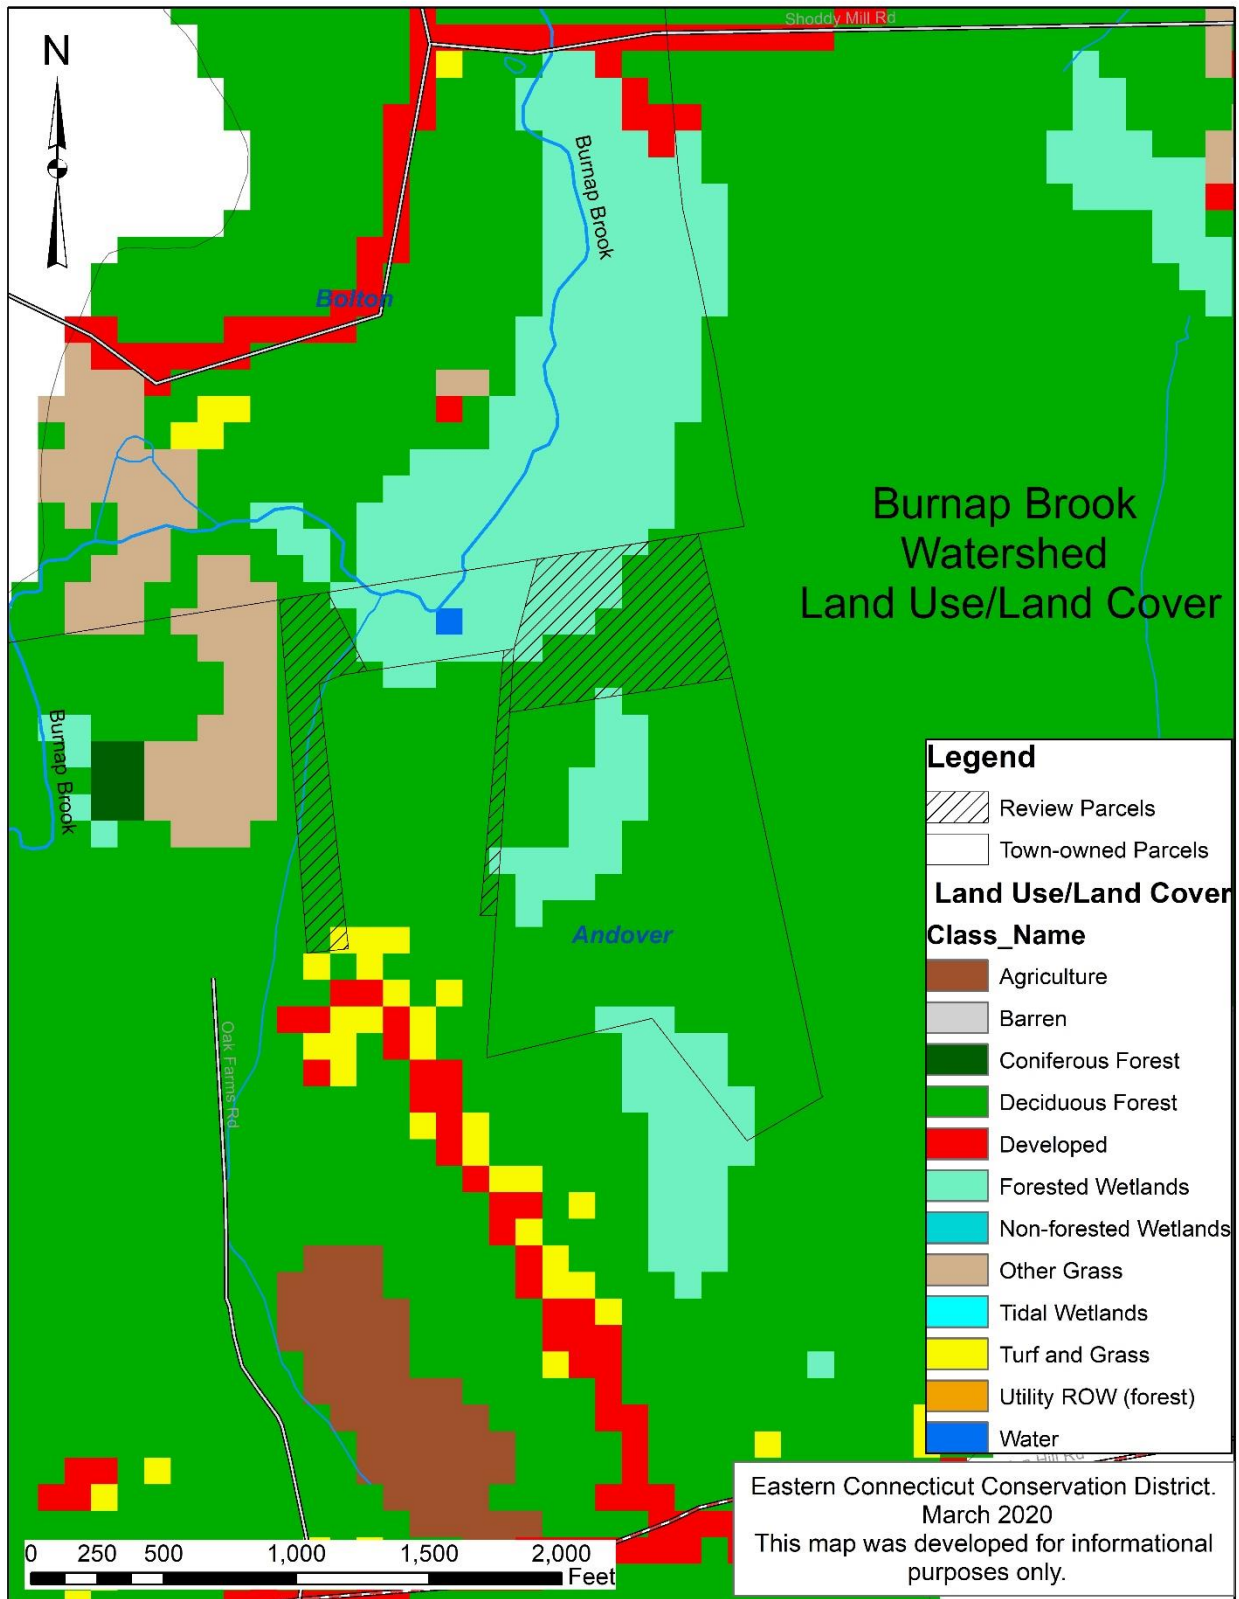 Shoddy Mill Rd
N
Burnap Brook
Bolton
Burnap Brook
Watershed
Land Use/Land Cover
Burnap Brook
Andover
Oak Farms Rd
Legend
Review Parcels
Town-owned Parcels
Land Use/Land Cover
Class_Name
Agriculture
Barren
Coniferous Forest
Deciduous Forest
Developed
Forested Wetlands
Non-forested Wetlands
Other Grass
Tidal Wetlands
Turf and Grass
Utility ROW (forest)
Water
Hill Rd
Eastern Connecticut Conservation District.
March 2020
This map was developed for informational
purposes only.
0 250 500 1,000 1,500 2,000
Feet